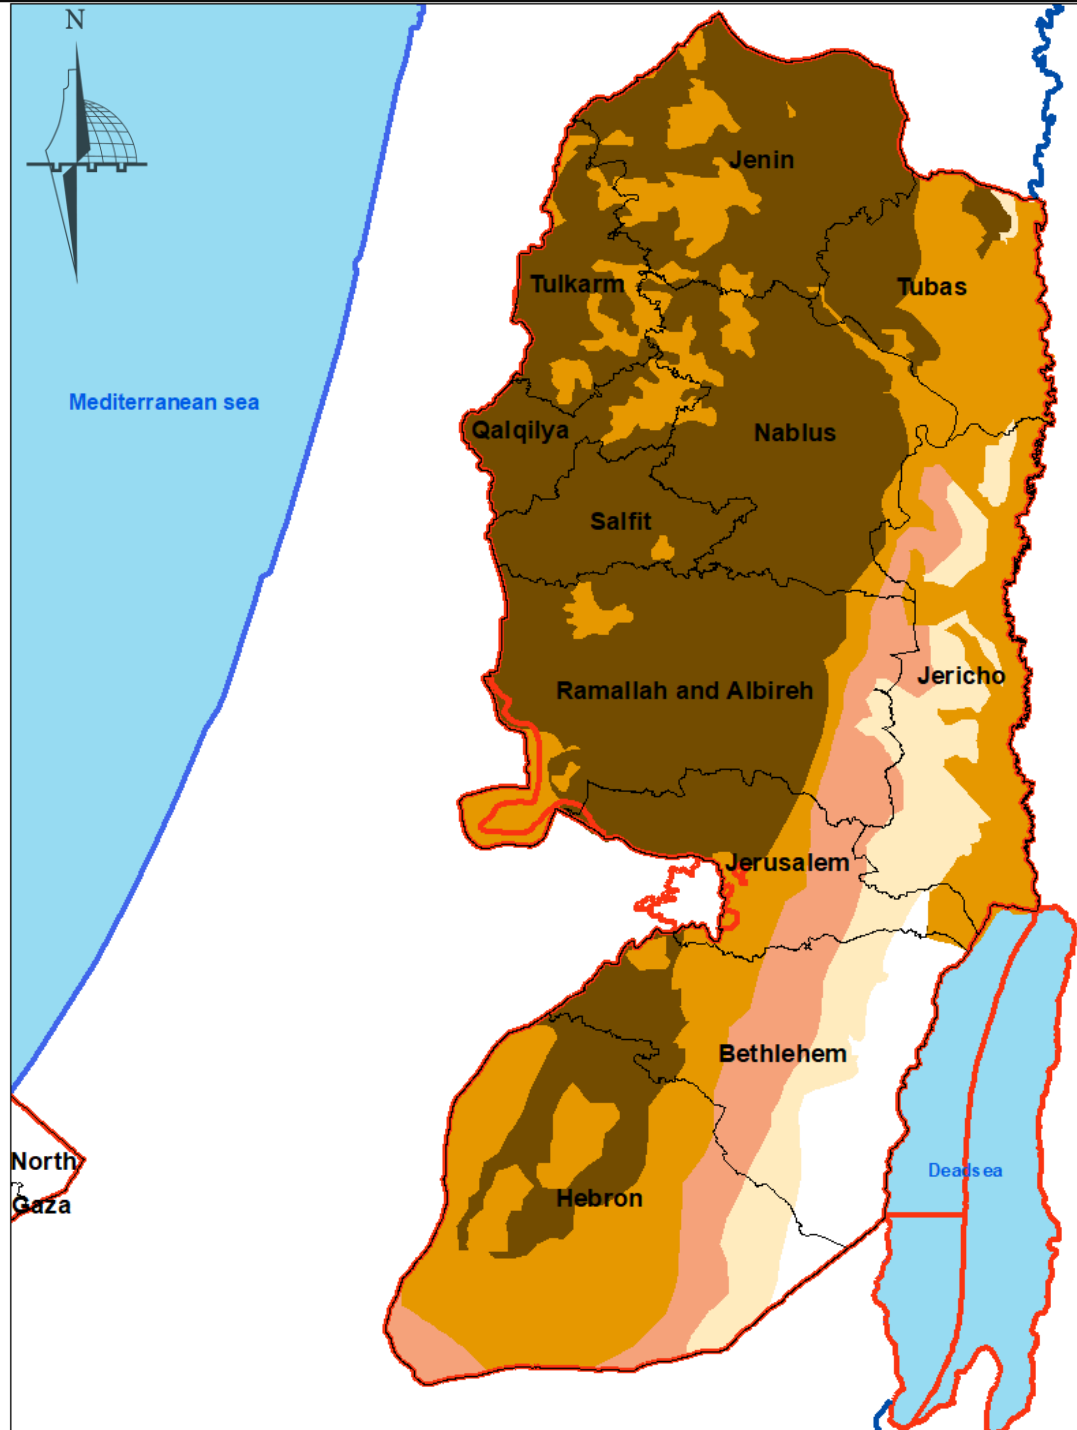 N
Jenin
Tulkarm
Tubas
Mediterranean sea
Qalqilya
Nablus
Salfit
Jericho
Ramallah and Albireh
Jerusalem
Bethlehem
North
Gaza
Deadsea
Hebron